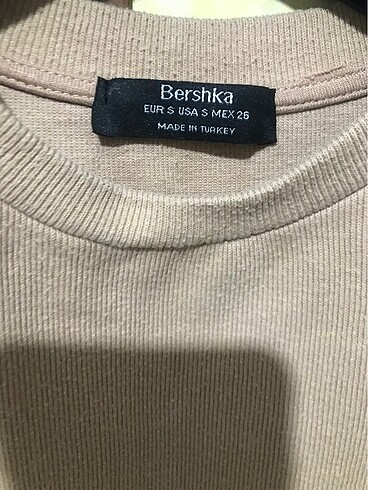 Bershka
EUR S USA S MEX 26
MADE IN TURKEY